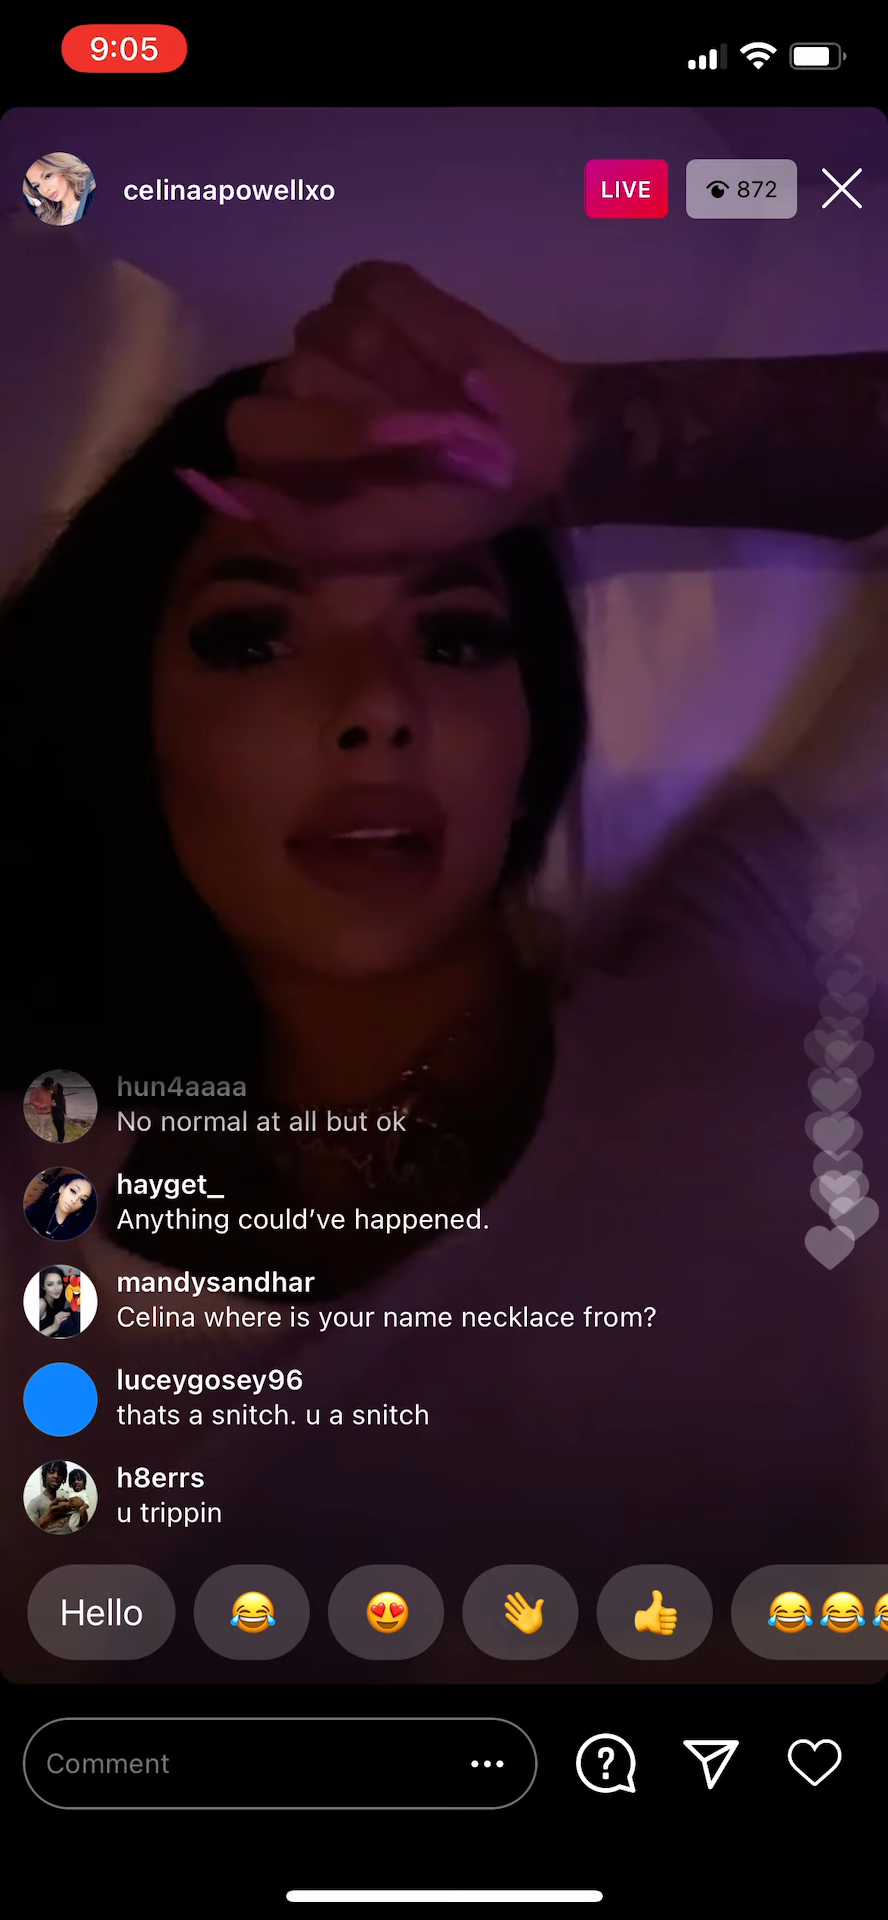 9:05
celinaapowellxo
LIVE
872
hun4aaaa
No normal at all but ok
hayget_
Anything could’ve happened.
mandysandhar
Celina where is your name necklace from?
luceygosey96
thats a snitch. u a snitch
h8errs
u trippin
Hello
Comment